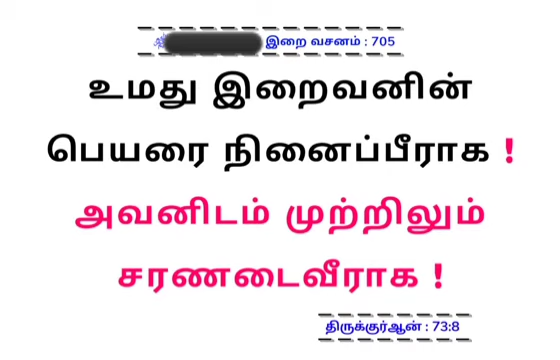 இறை வசனம் : 705
உமது இறைவனின்
பெயரை நினைப்பீராக !
அவனிடம் முற்றிலும்
சரணடைவீராக !
திருக்குர்ஆன் : 73:8